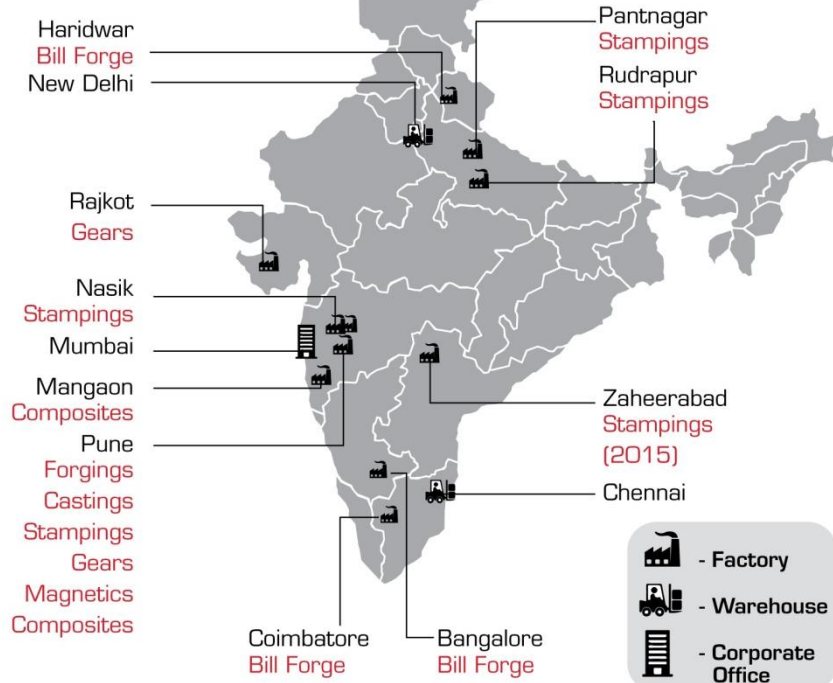 Haridwar
Bill Forge
New Delhi
Rajkot
Gears
Nasik
Stampings
Mumbai
Mangaon
Composites
Pune
Forgings
Castings
Stampings
Gears
Magnetics
Composites
Coimbatore
Bill Forge
Bangalore
Bill Forge
Pantnagar
Stampings
Rudrapur
Stampings
Zaheerabad
Stampings
(2015)
Chennai
- Factory
- Warehouse
- Corporate
Office